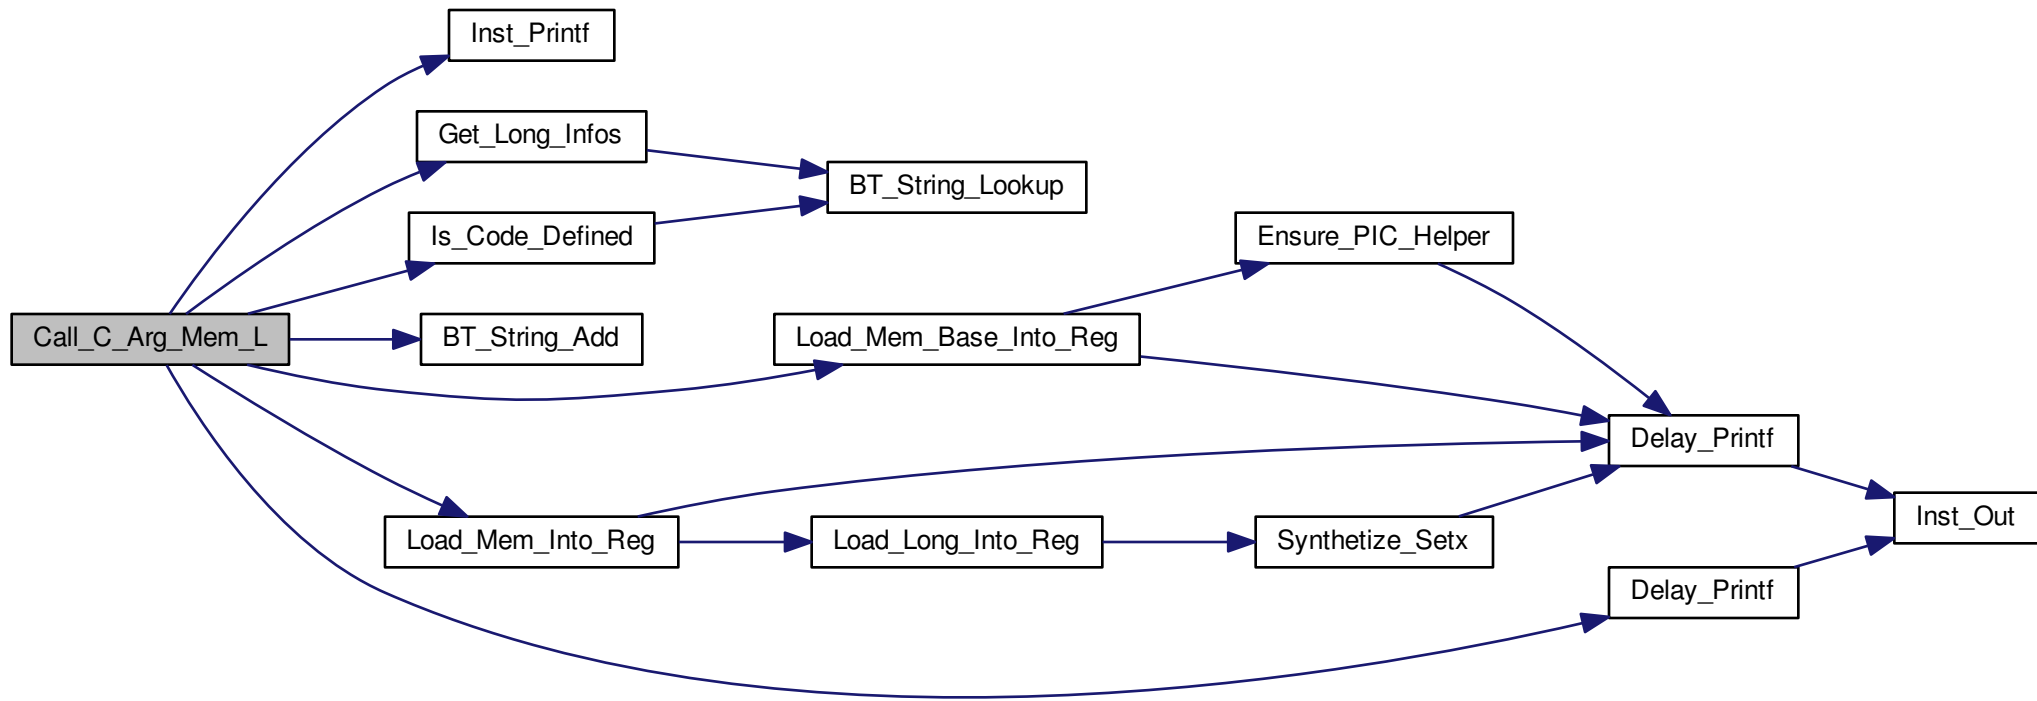 Inst_Printf
Get_Long_Infos
BT_String_Lookup
Is_Code_Defined
Ensure_PIC_Helper
Call_C_Arg_Mem_L
BT_String_Add
Load_Mem_Base_Into_Reg
Delay_Printf
Inst_Out
Load_Mem_Into_Reg
Load_Long_Into_Reg
Synthetize_Setx
Delay_Printf